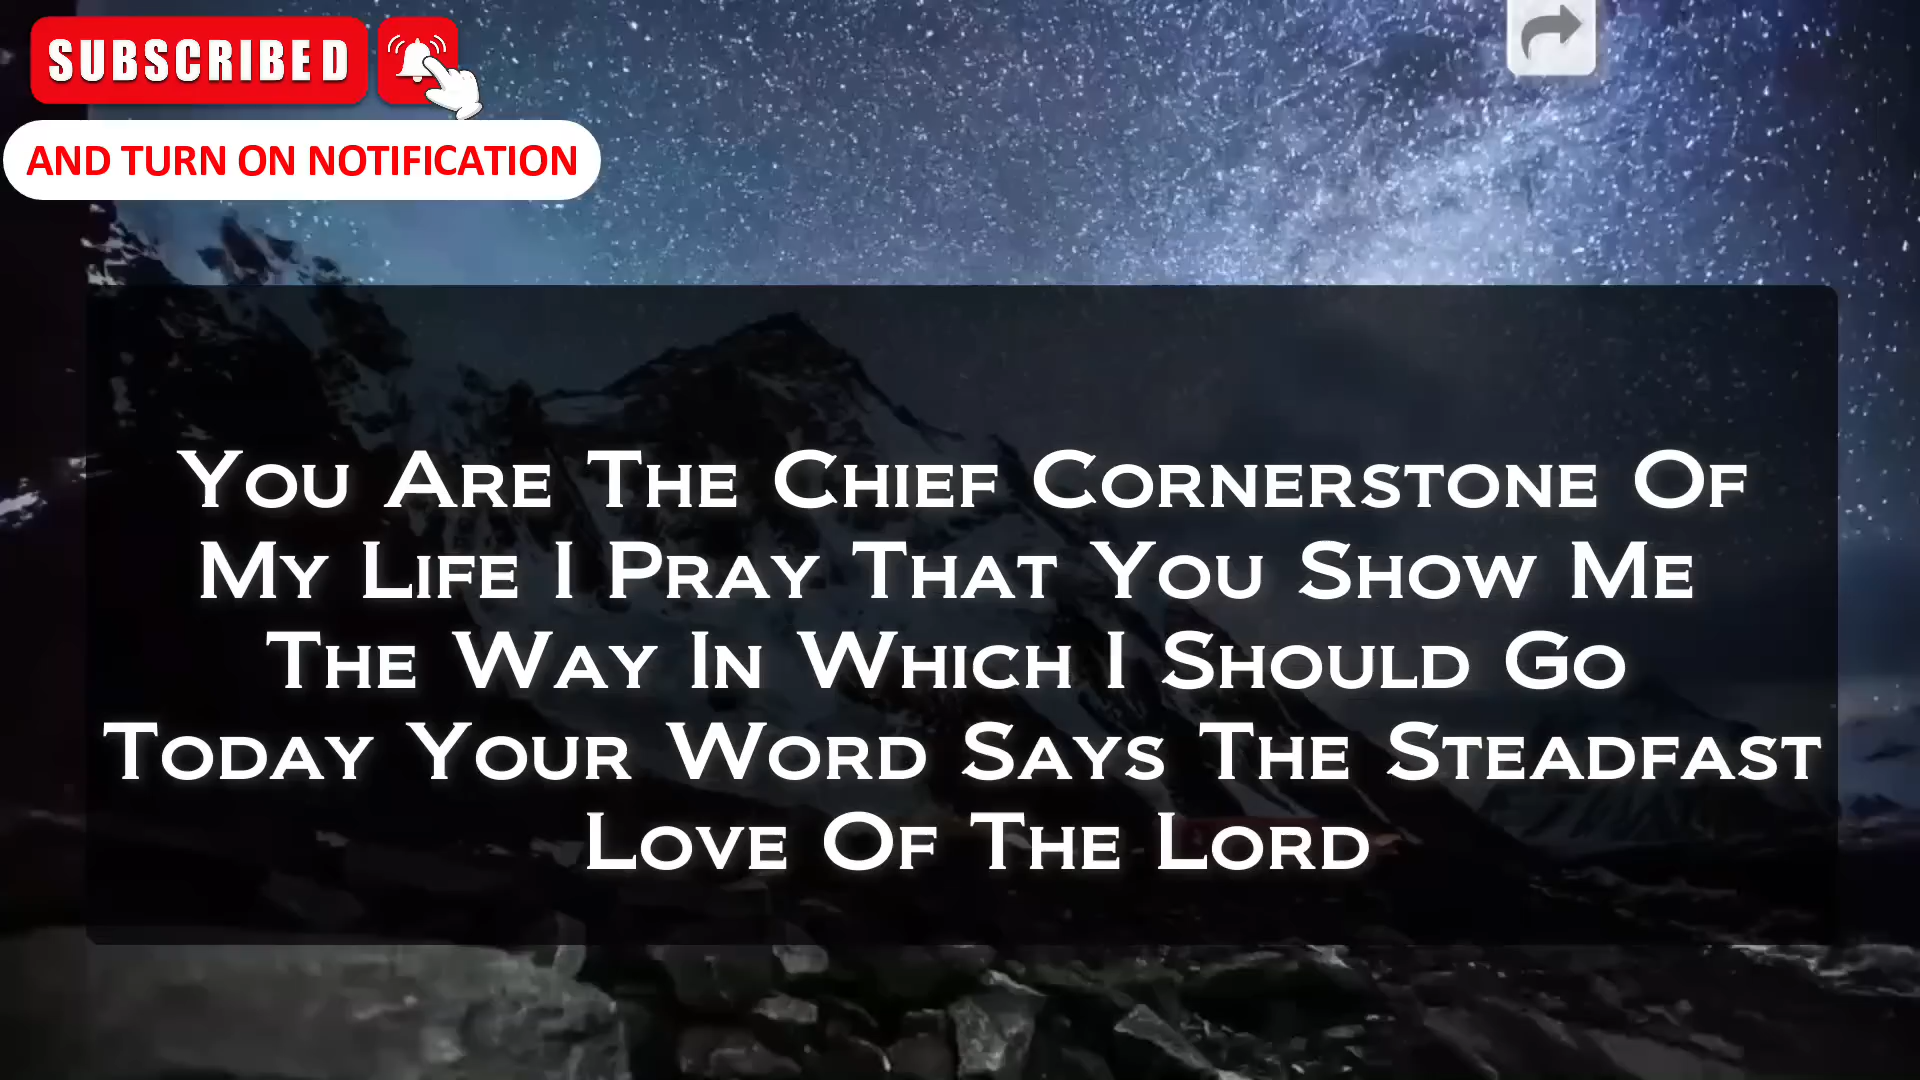 SUBSCRIBED
AND TURN ON NOTIFICATION
You Are The Chief Cornerstone Of
My Life I Pray That You Show Me
The Way In Which I Should Go
Today Your Word Says The Steadfast
Love Of The Lord